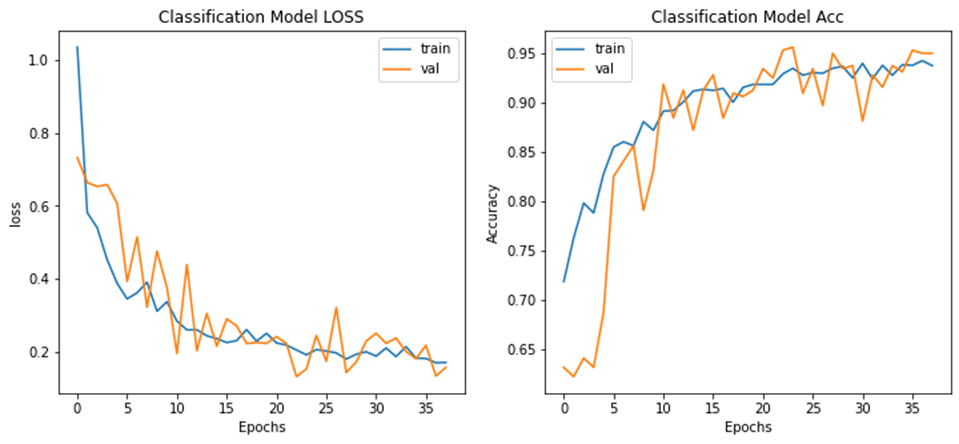 Classification Model LOSS
train
val
1.0
0.8
0.6
0.4
0.2
loss
0 5 10 15 20 25 30 35
Epochs
Classification Model Acc
train
val
0.95
0.90
0.85
0.80
0.75
0.70
0.65
Accuracy
0 5 10 15 20 25 30 35
Epochs